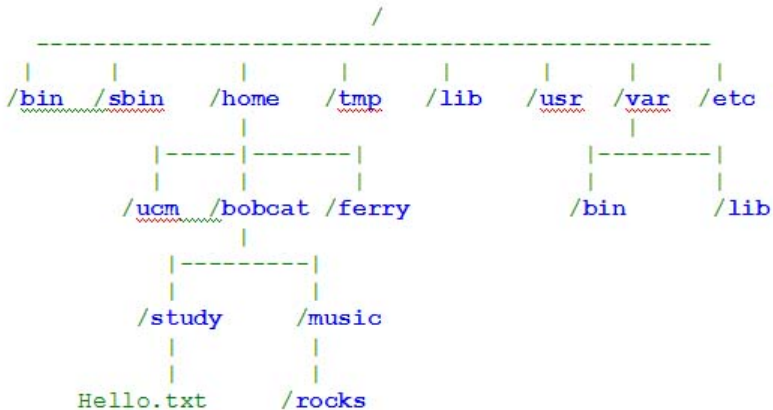 /
/bin /sbin /home /tmp /lib /usr /var /etc
/ucm /bobcat /ferry /bin /lib
/study /music
Hello.txt /rocks